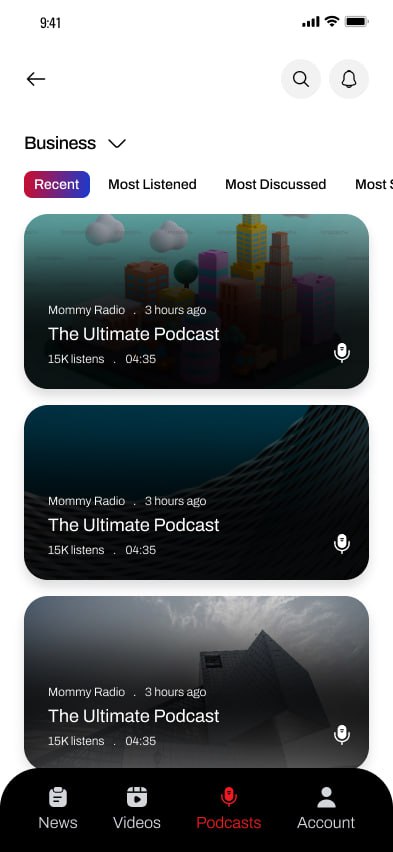 9:41
Business
Recent Most Listened Most Discussed Most S
Mommy Radio . 3 hours ago
The Ultimate Podcast
15K listens . 04:35
Mommy Radio . 3 hours ago
The Ultimate Podcast
15K listens . 04:35
Mommy Radio . 3 hours ago
The Ultimate Podcast
15K listens . 04:35
News Videos Podcasts Account